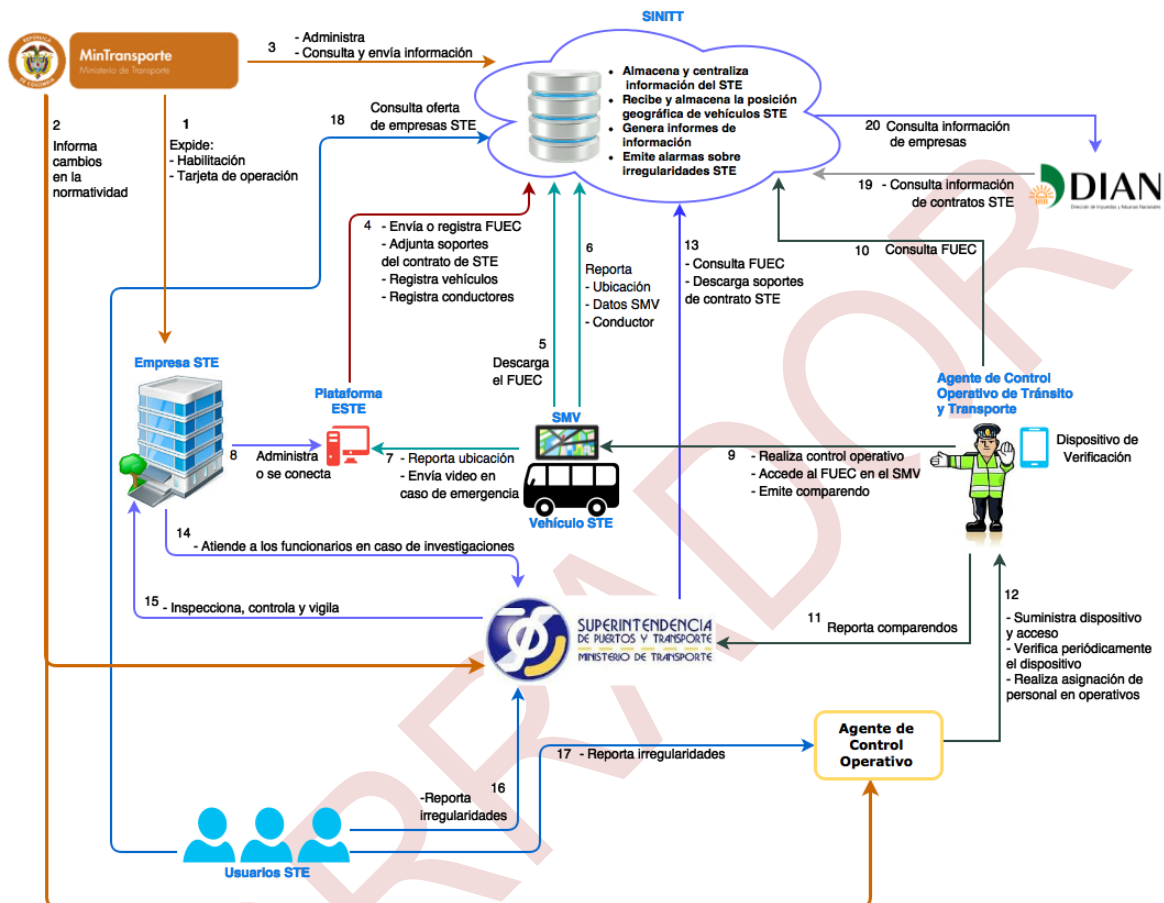 SINITT
REPÚBLICA
DE COLOMBIA
MinTransporte
Ministerio de Transporte
3
- Administra
- Consulta y envía información
• Almacena y centraliza
información del STE
• Recibe y almacena la posición
geográfica de vehículos STE
• Genera informes de
información
• Emite alarmas sobre
irregularidades STE
2
Informa
cambios
en la
normatividad
1
Expide:
- Habilitación
- Tarjeta de operación
18
Consulta oferta
de empresas STE
20 Consulta información
de empresas
DIAN
Dirección de Impuestos y Aduanas Nacionales
19 - Consulta información
de contratos STE
4 - Envía o registra FUEC
- Adjunta soportes
del contrato de STE
- Registra vehículos
- Registra conductores
6
Reporta
- Ubicación
- Datos SMV
- Conductor
13
- Consulta FUEC
- Descarga soportes
de contrato STE
10 Consulta FUEC
5
Descarga
el FUEC
Empresa STE
Plataforma
ESTE
SMV
Agente de Control
Operativo de Tránsito
y Transporte
Dispositivo de
Verificación
8 Administra
o se conecta
7 - Reporta ubicación
- Envía video en
caso de emergencia
9 - Realiza control operativo
- Accede al FUEC en el SMV
- Emite comparendo
Vehículo STE
14
- Atiende a los funcionarios en caso de investigaciones
15 - Inspecciona, controla y vigila
SUPERINTENDENCIA
DE PUERTOS Y TRANSPORTE
MINISTERIO DE TRANSPORTE
11
Reporta comparendos
12
- Suministra dispositivo
y acceso
- Verifica periódicamente
el dispositivo
- Realiza asignación de
personal en operativos
Agente de
Control
Operativo
17 - Reporta irregularidades
16
-Reporta
irregularidades
Usuarios STE
BORRADOR